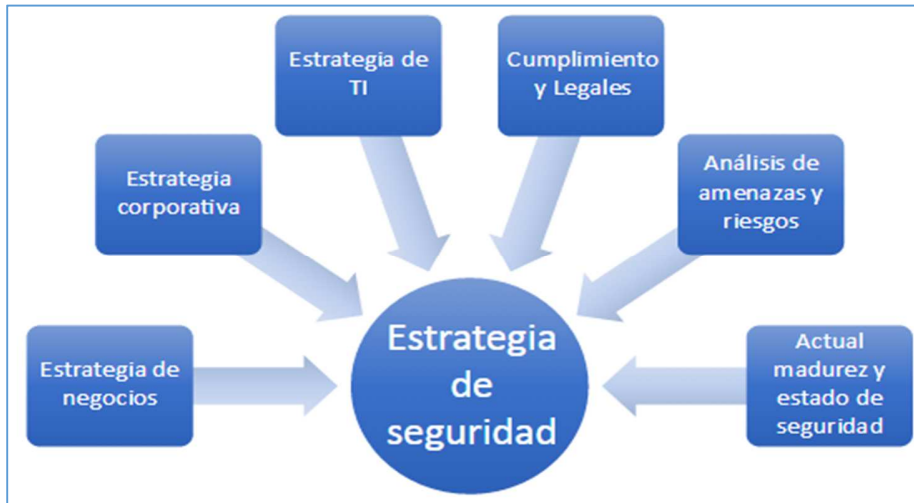 Estrategia de
TI
Cumplimiento
y Legales
Estrategia
corporativa
Análisis de
amenazas y
riesgos
Estrategia de
negocios
Estrategia
de
seguridad
Actual
madurez y
estado de
seguridad